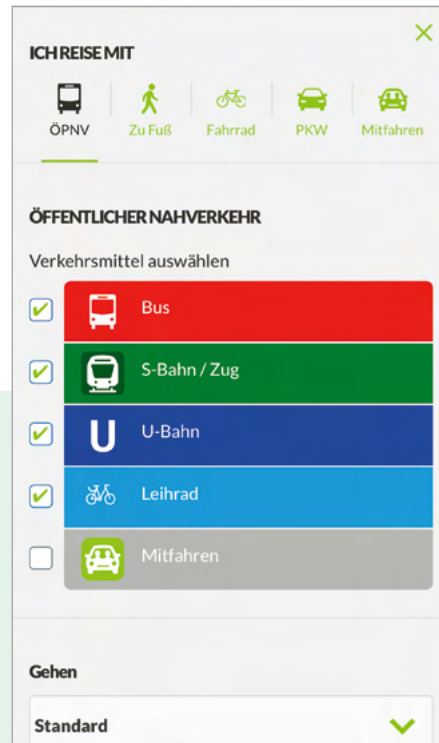 ICH REISE MIT
ÖPNV Zu Fuß Fahrrad PKW Mitfahren
ÖFFENTLICHER NAHVERKEHR
Verkehrsmittel auswählen
Bus
S-Bahn / Zug
U U-Bahn
Leihrad
Mitfahren
Gehen
Standard